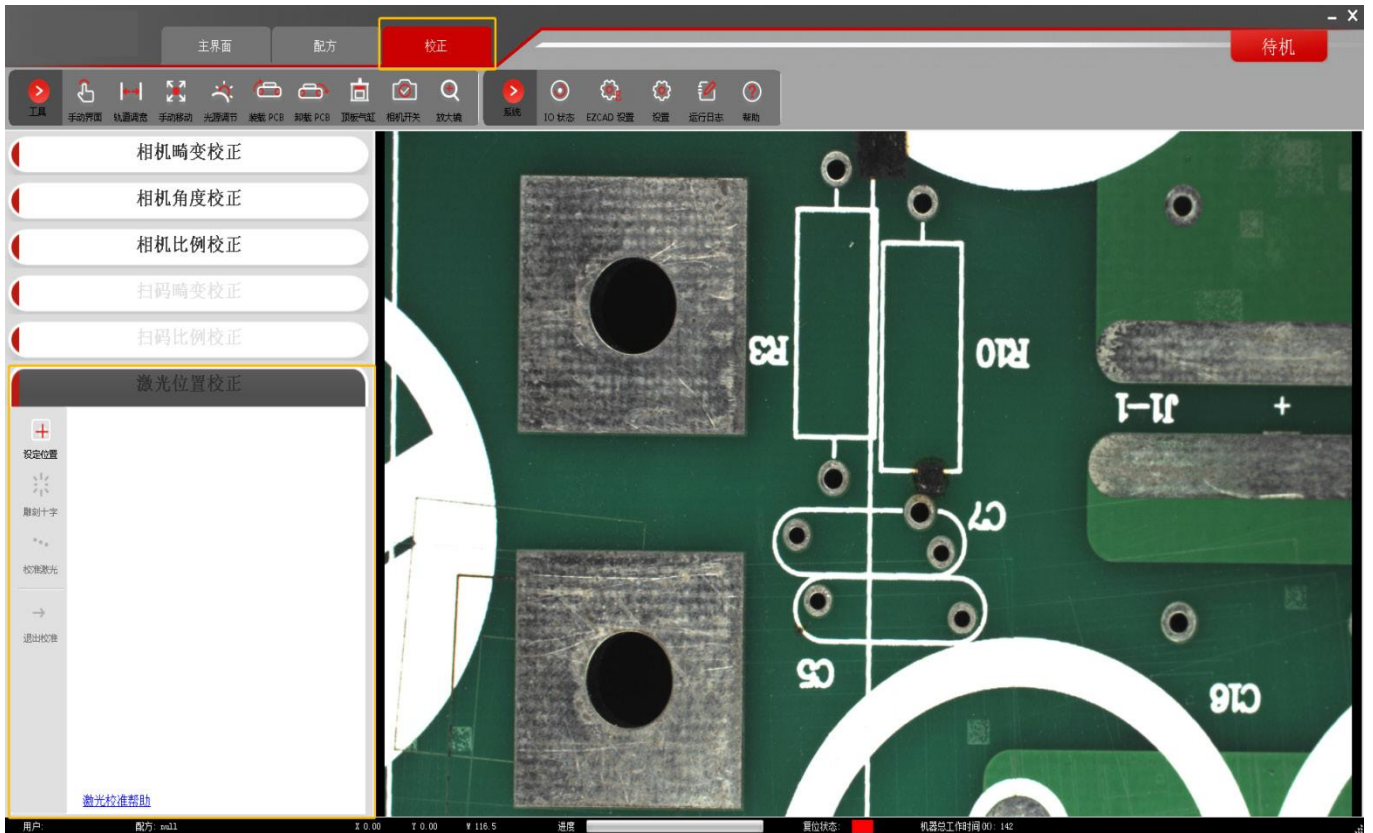 主界面 配方 校正 待机
工具 手动界面 轨道调宽 手动移动 光源调节 装载 PCB 卸载 PCB 顶板气缸 相机开关 放大镜 系统 IO 状态 EZCAD 设置 设置 运行日志 帮助
相机畸变校正
相机角度校正
相机比例校正
扫码畸变校正
扫码比例校正
激光位置校正
设定位置
雕刻十字
校准激光
退出校准
激光校准帮助
R3
R10
J1-1 +
C7
C5
C16
用户: 配方: null X 0.00 Y 0.00 W 116.5 进度 复位状态: 机器总工作时间(H): 142